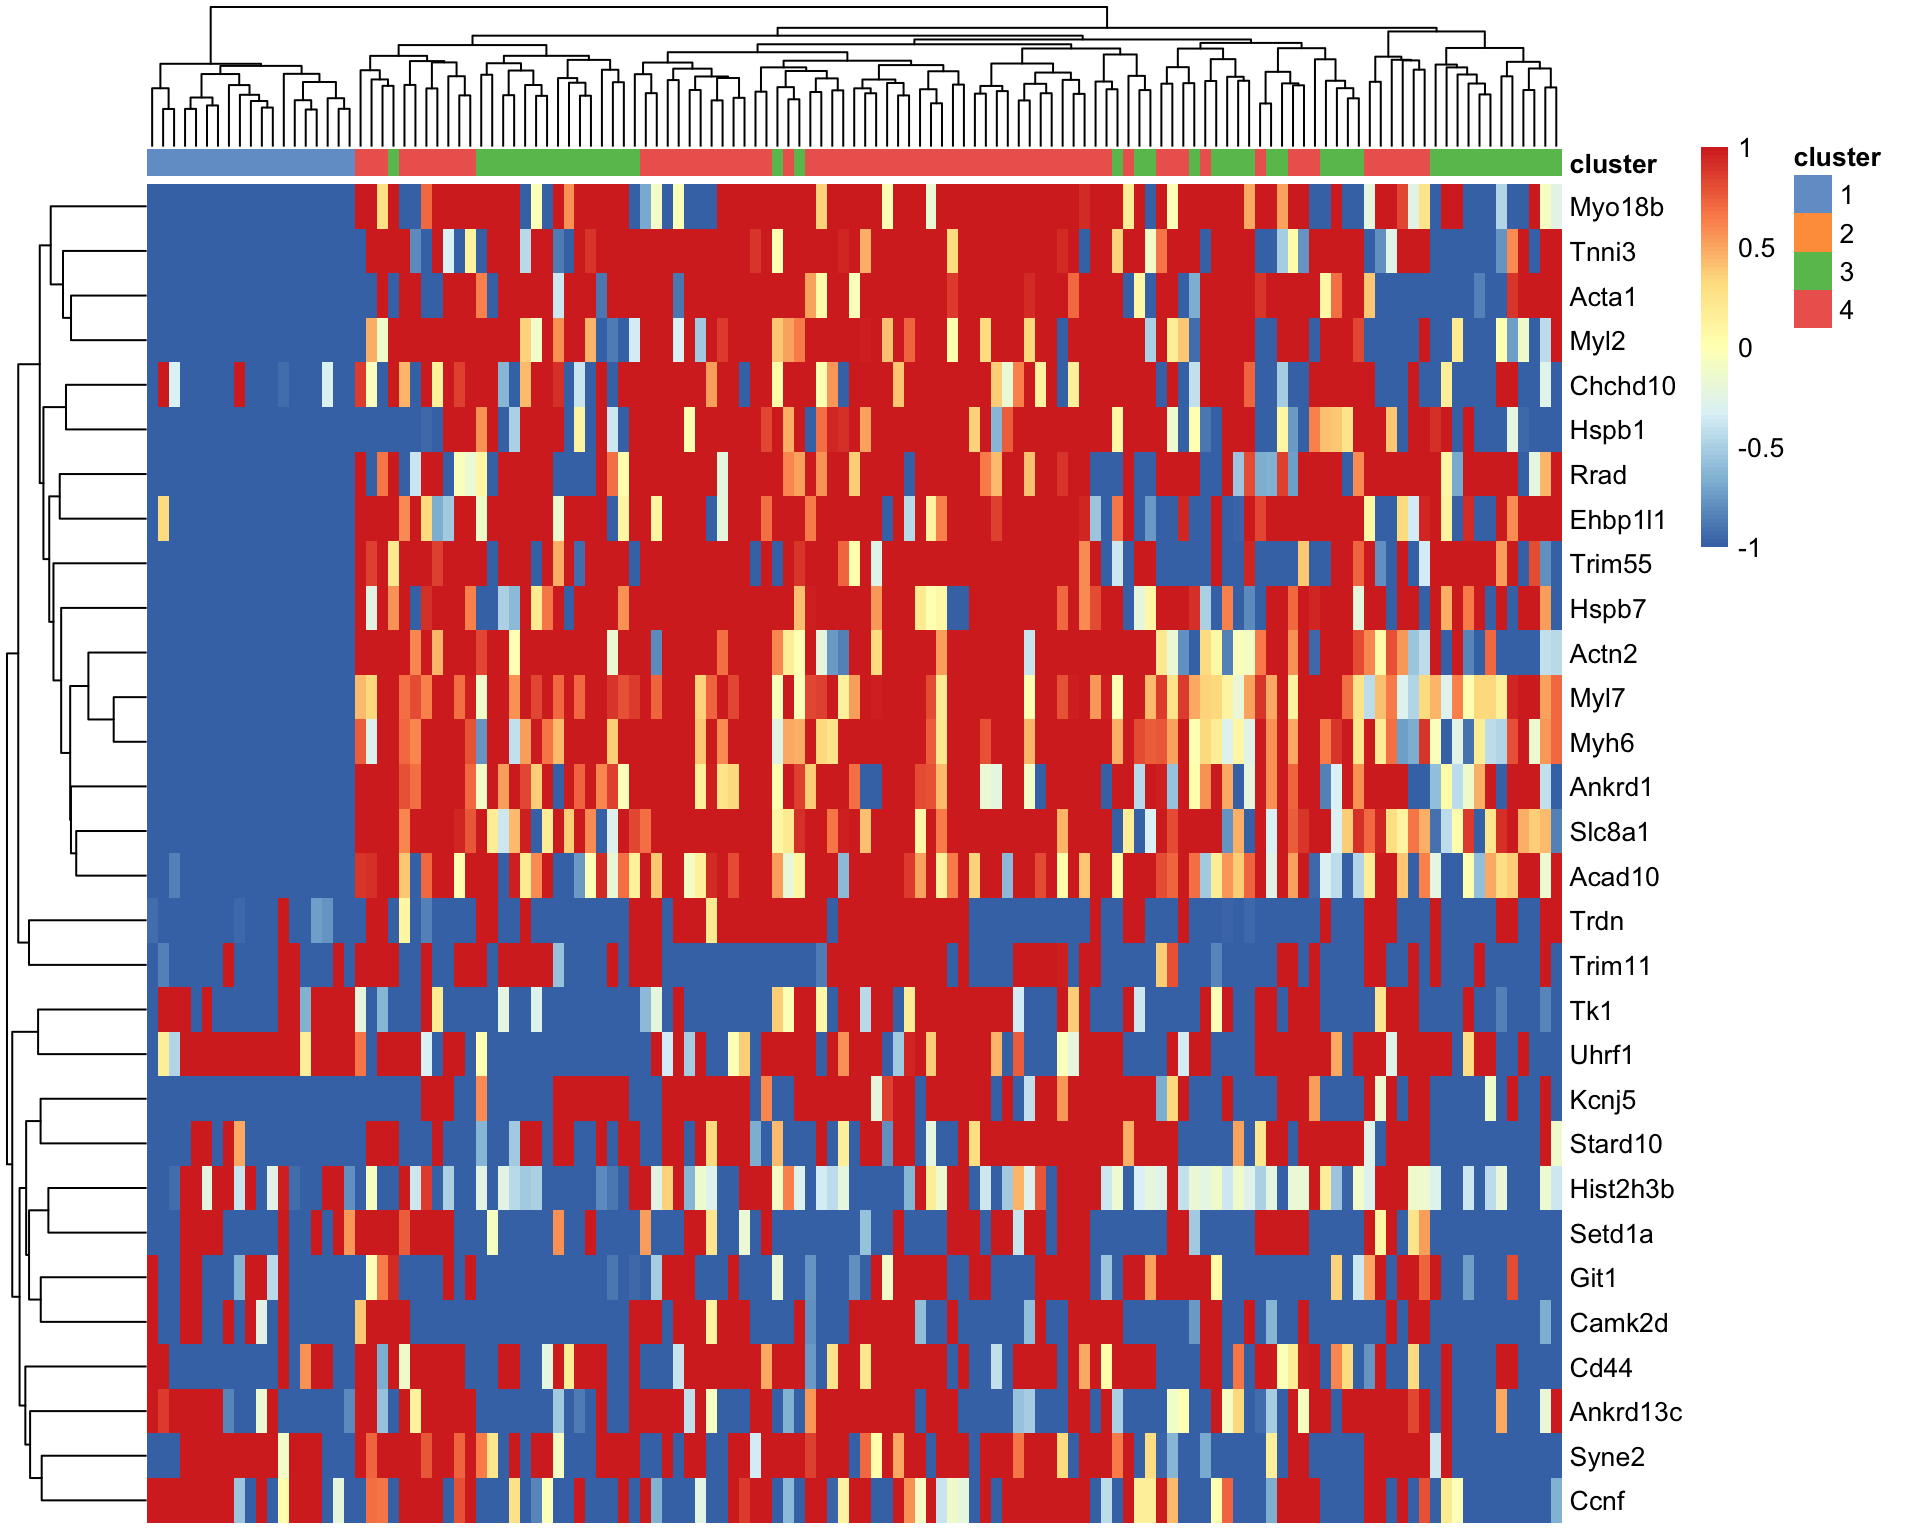 cluster
Myo18b
Tnni3
Acta1
Myl2
Chchd10
Hspb1
Rrad
Ehbp1l1
Trim55
Hspb7
Actn2
Myl7
Myh6
Ankrd1
Slc8a1
Acad10
Trdn
Trim11
Tk1
Uhrf1
Kcnj5
Stard10
Hist2h3b
Setd1a
Git1
Camk2d
Cd44
Ankrd13c
Syne2
Ccnf
1
0.5
0
-0.5
-1
cluster
1
2
3
4